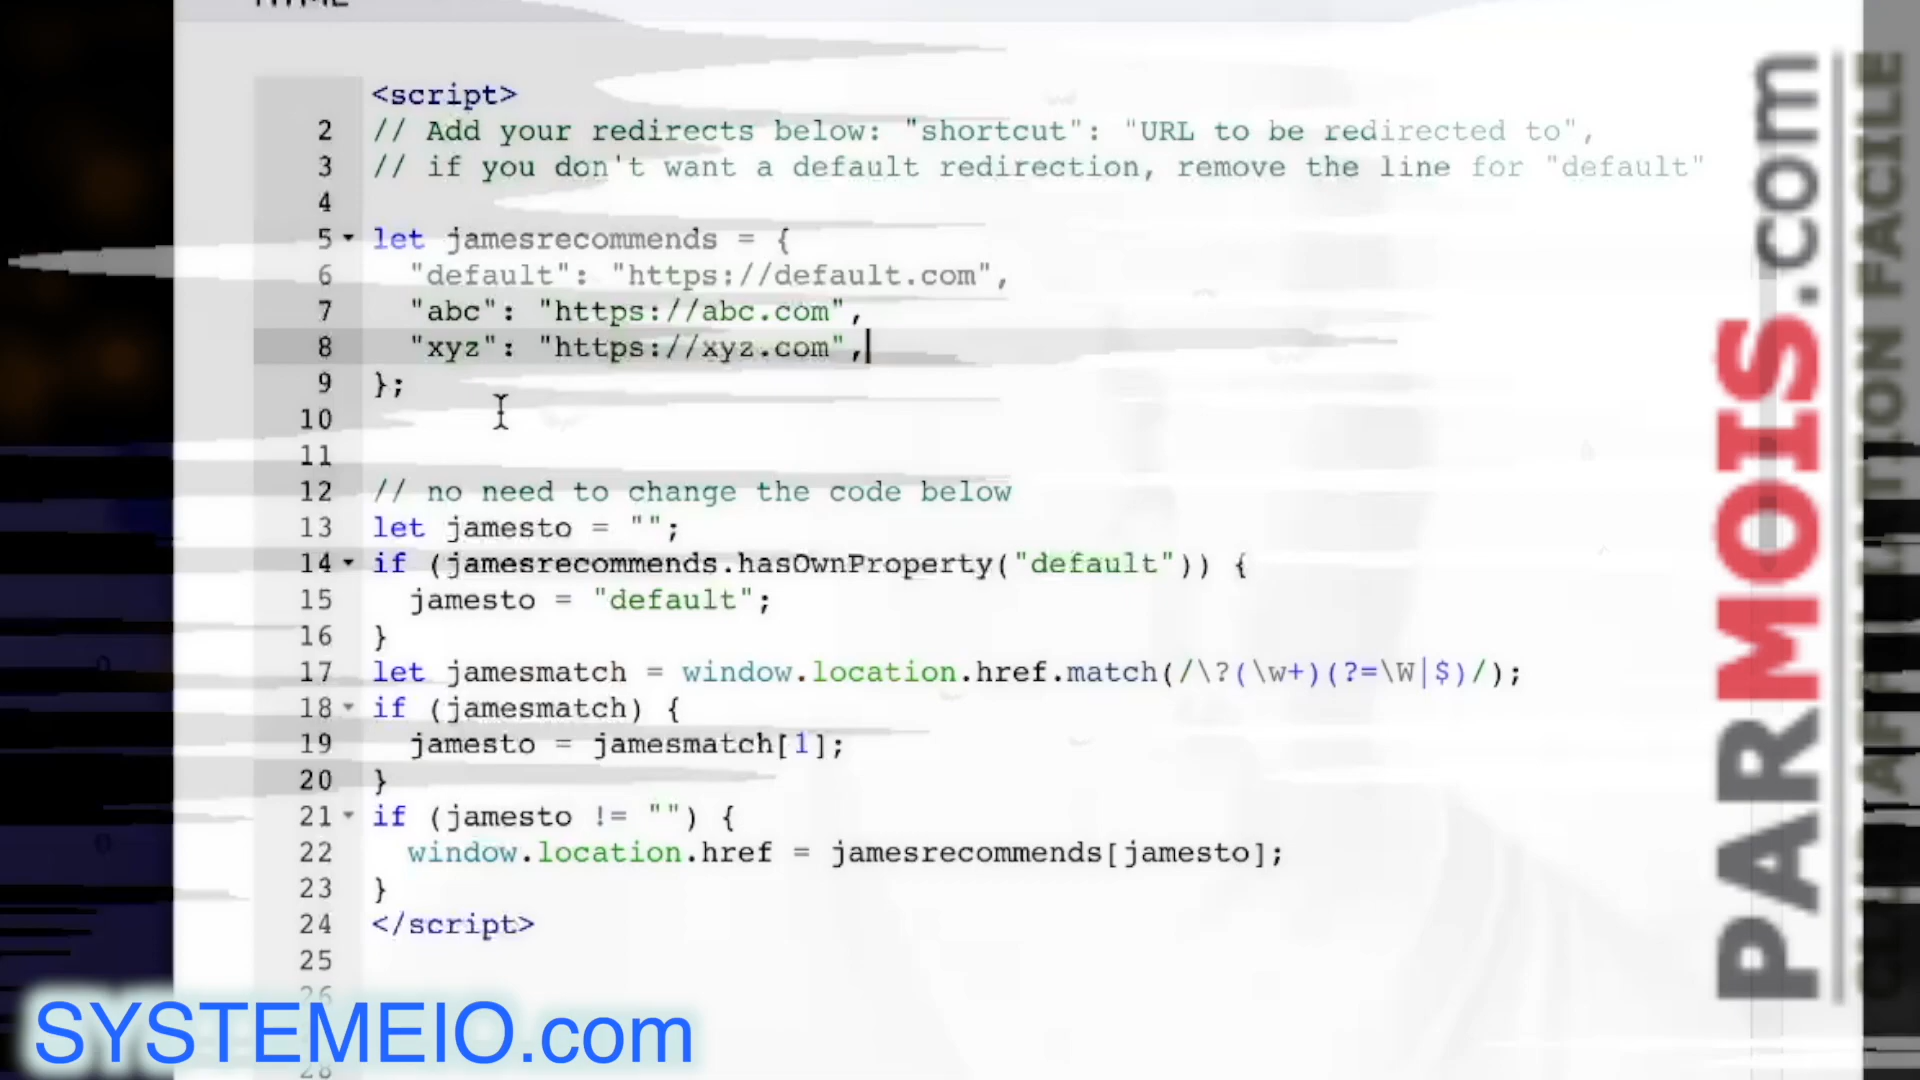 HTML
<script>
2 // Add your redirects below: "shortcut": "URL to be redirected to",
3 // if you don't want a default redirection, remove the line for "default"
4
5 let jamesrecommends = {
6 "default": "https://default.com",
7 "abc": "https://abc.com",
8 "xyz": "https://xyz.com",
9 };
10
11
12 // no need to change the code below
13 let jamesto = "";
14 if (jamesrecommends.hasOwnProperty("default")) {
15 jamesto = "default";
16 }
17 let jamesmatch = window.location.href.match(/\?(\w+)(?=\W|$)/);
18 if (jamesmatch) {
19 jamesto = jamesmatch[1];
20 }
21 if (jamesto != "") {
22 window.location.href = jamesrecommends[jamesto];
23 }
24 </script>
25
26
28
SYSTEMEIO.com
PARMOIS.com
FACILE